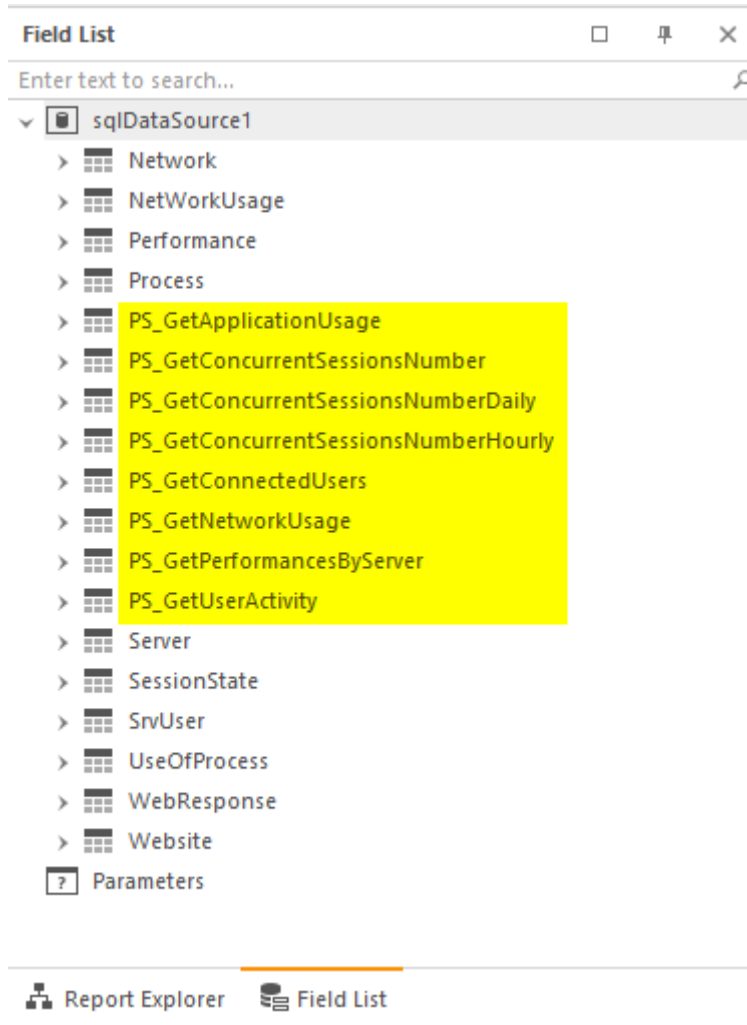 Field List
Enter text to search...
sqlDataSource1
Network
NetWorkUsage
Performance
Process
PS_GetApplicationUsage
PS_GetConcurrentSessionsNumber
PS_GetConcurrentSessionsNumberDaily
PS_GetConcurrentSessionsNumberHourly
PS_GetConnectedUsers
PS_GetNetworkUsage
PS_GetPerformancesByServer
PS_GetUserActivity
Server
SessionState
SrvUser
UseOfProcess
WebResponse
Website
? Parameters
Report Explorer Field List